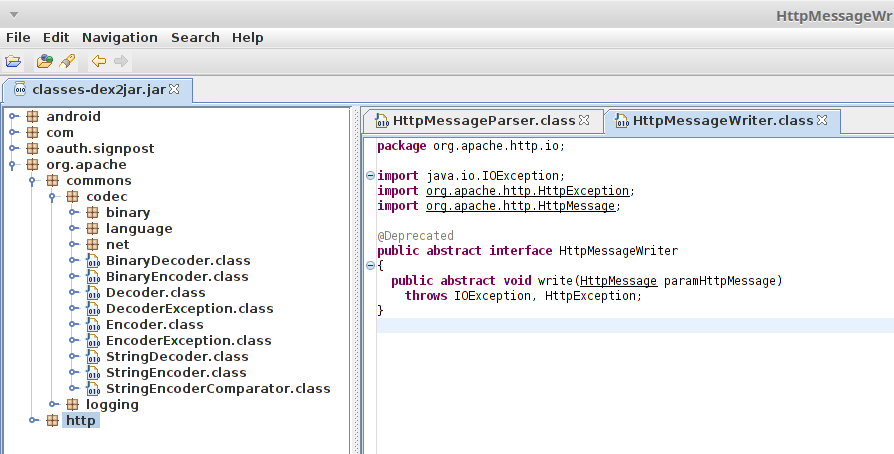 HttpMessageWr
File Edit Navigation Search Help
classes-dex2jar.jar
android
com
oauth.signpost
org.apache
commons
codec
binary
language
net
BinaryDecoder.class
BinaryEncoder.class
Decoder.class
DecoderException.class
Encoder.class
EncoderException.class
StringDecoder.class
StringEncoder.class
StringEncoderComparator.class
logging
http
HttpMessageParser.class HttpMessageWriter.class
package org.apache.http.io;
import java.io.IOException;
import org.apache.http.HttpException;
import org.apache.http.HttpMessage;
@Deprecated
public abstract interface HttpMessageWriter
{
public abstract void write(HttpMessage paramHttpMessage)
throws IOException, HttpException;
}